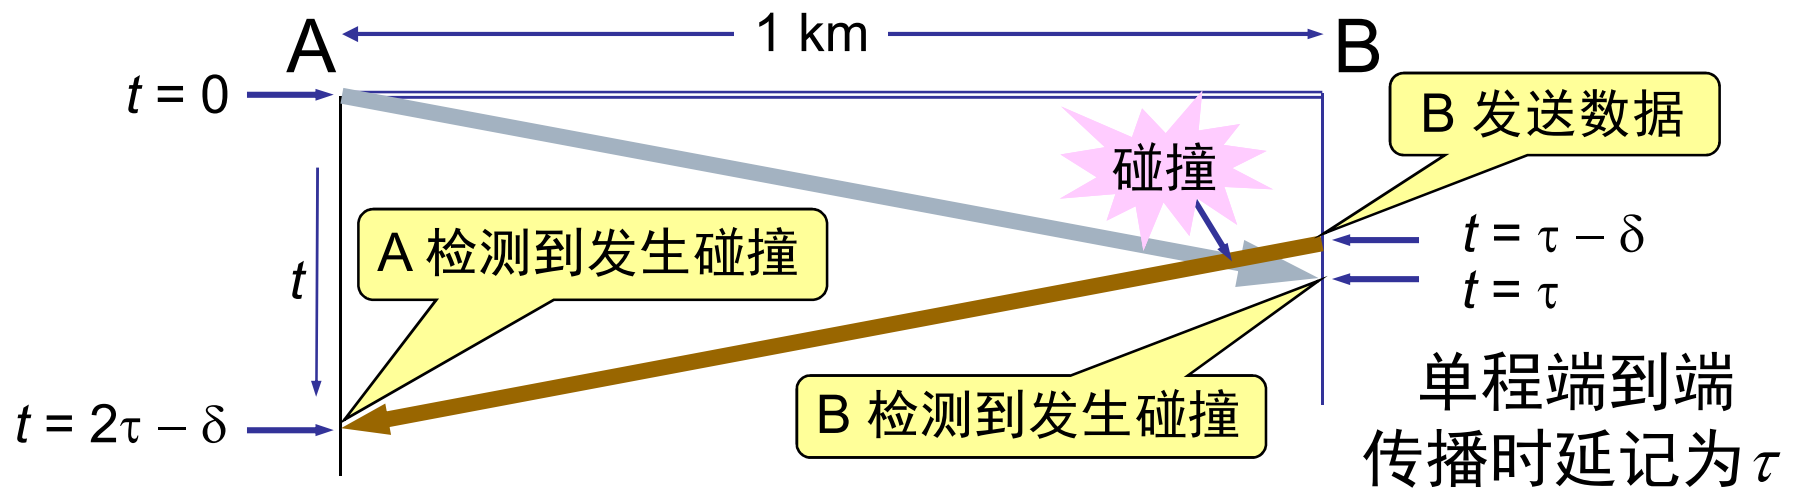 A
1 km
B
t = 0
B 发送数据
碰撞
A 检测到发生碰撞
t = τ – δ
t
t = τ
B 检测到发生碰撞
单程端到端
传播时延记为 τ
t = 2τ – δ